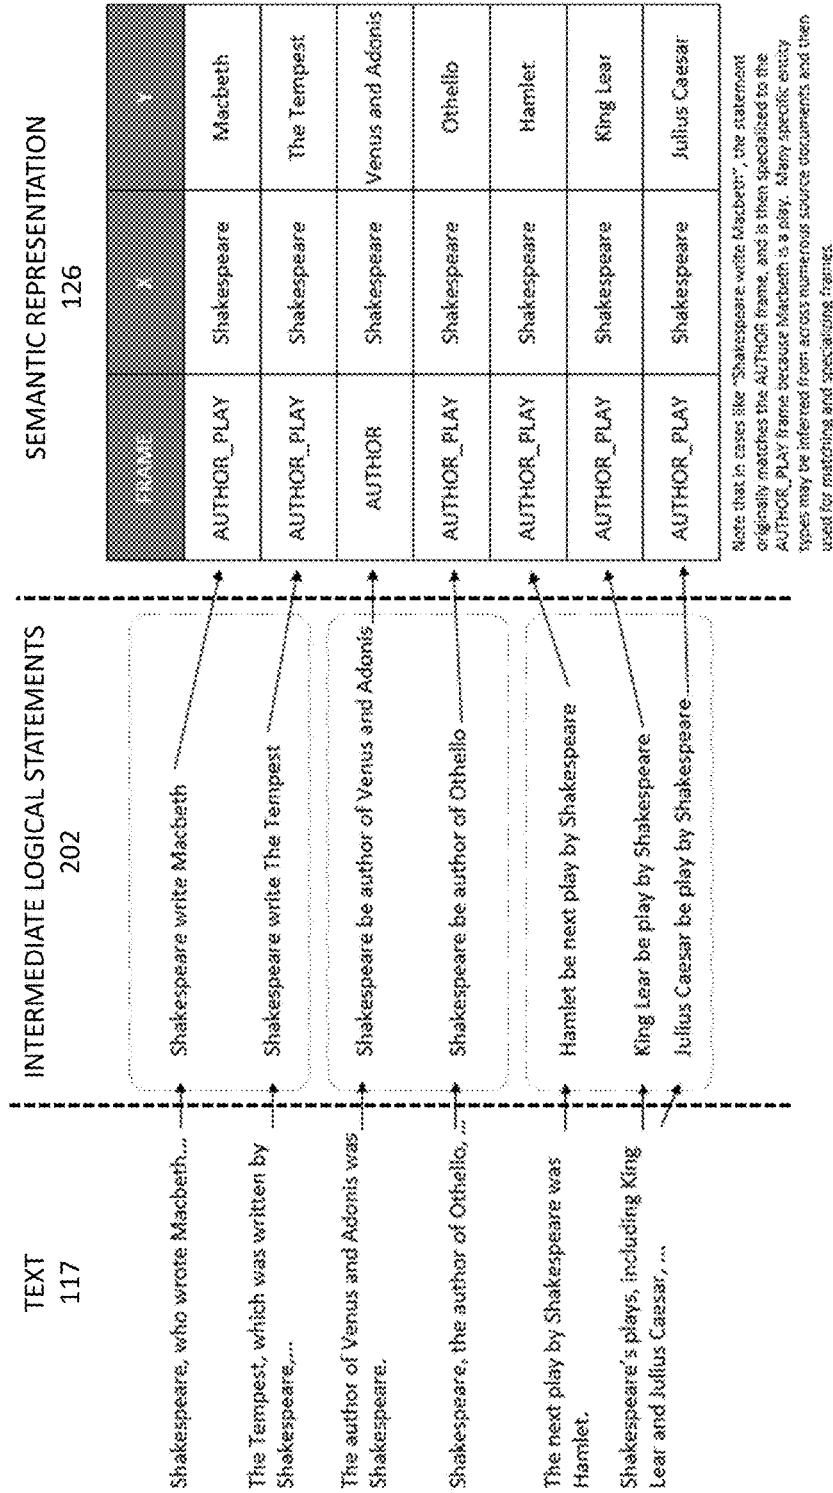 TEXT
117
Shakespeare, who wrote Macbeth...
The Tempest, which was written by
Shakespeare,...
The author of Venus and Adonis was
Shakespeare.
Shakespeare, the author of Othello, ...
The next play by Shakespeare was
Hamlet.
Shakespeare's plays, including King
Lear and Julius Caesar, ...
INTERMEDIATE LOGICAL STATEMENTS
202
Shakespeare write Macbeth
Shakespeare write The Tempest
Shakespeare be author of Venus and Adonis
Shakespeare be author of Othello
Hamlet be next play by Shakespeare
King Lear be play by Shakespeare
Julius Caesar be play by Shakespeare
SEMANTIC REPRESENTATION
126
FRAME X Y
AUTHOR_PLAY Shakespeare Macbeth
AUTHOR_PLAY Shakespeare The Tempest
AUTHOR Shakespeare Venus and Adonis
AUTHOR_PLAY Shakespeare Othello
AUTHOR_PLAY Shakespeare Hamlet
AUTHOR_PLAY Shakespeare King Lear
AUTHOR_PLAY Shakespeare Julius Caesar
Note that in cases like "Shakespeare write Macbeth", the statement
originally matches the AUTHOR frame, and is then specialized to the
AUTHOR_PLAY frame because Macbeth is a play. Many specific entity
types may be inferred from across numerous source documents and then
used for matching and specializing frames.